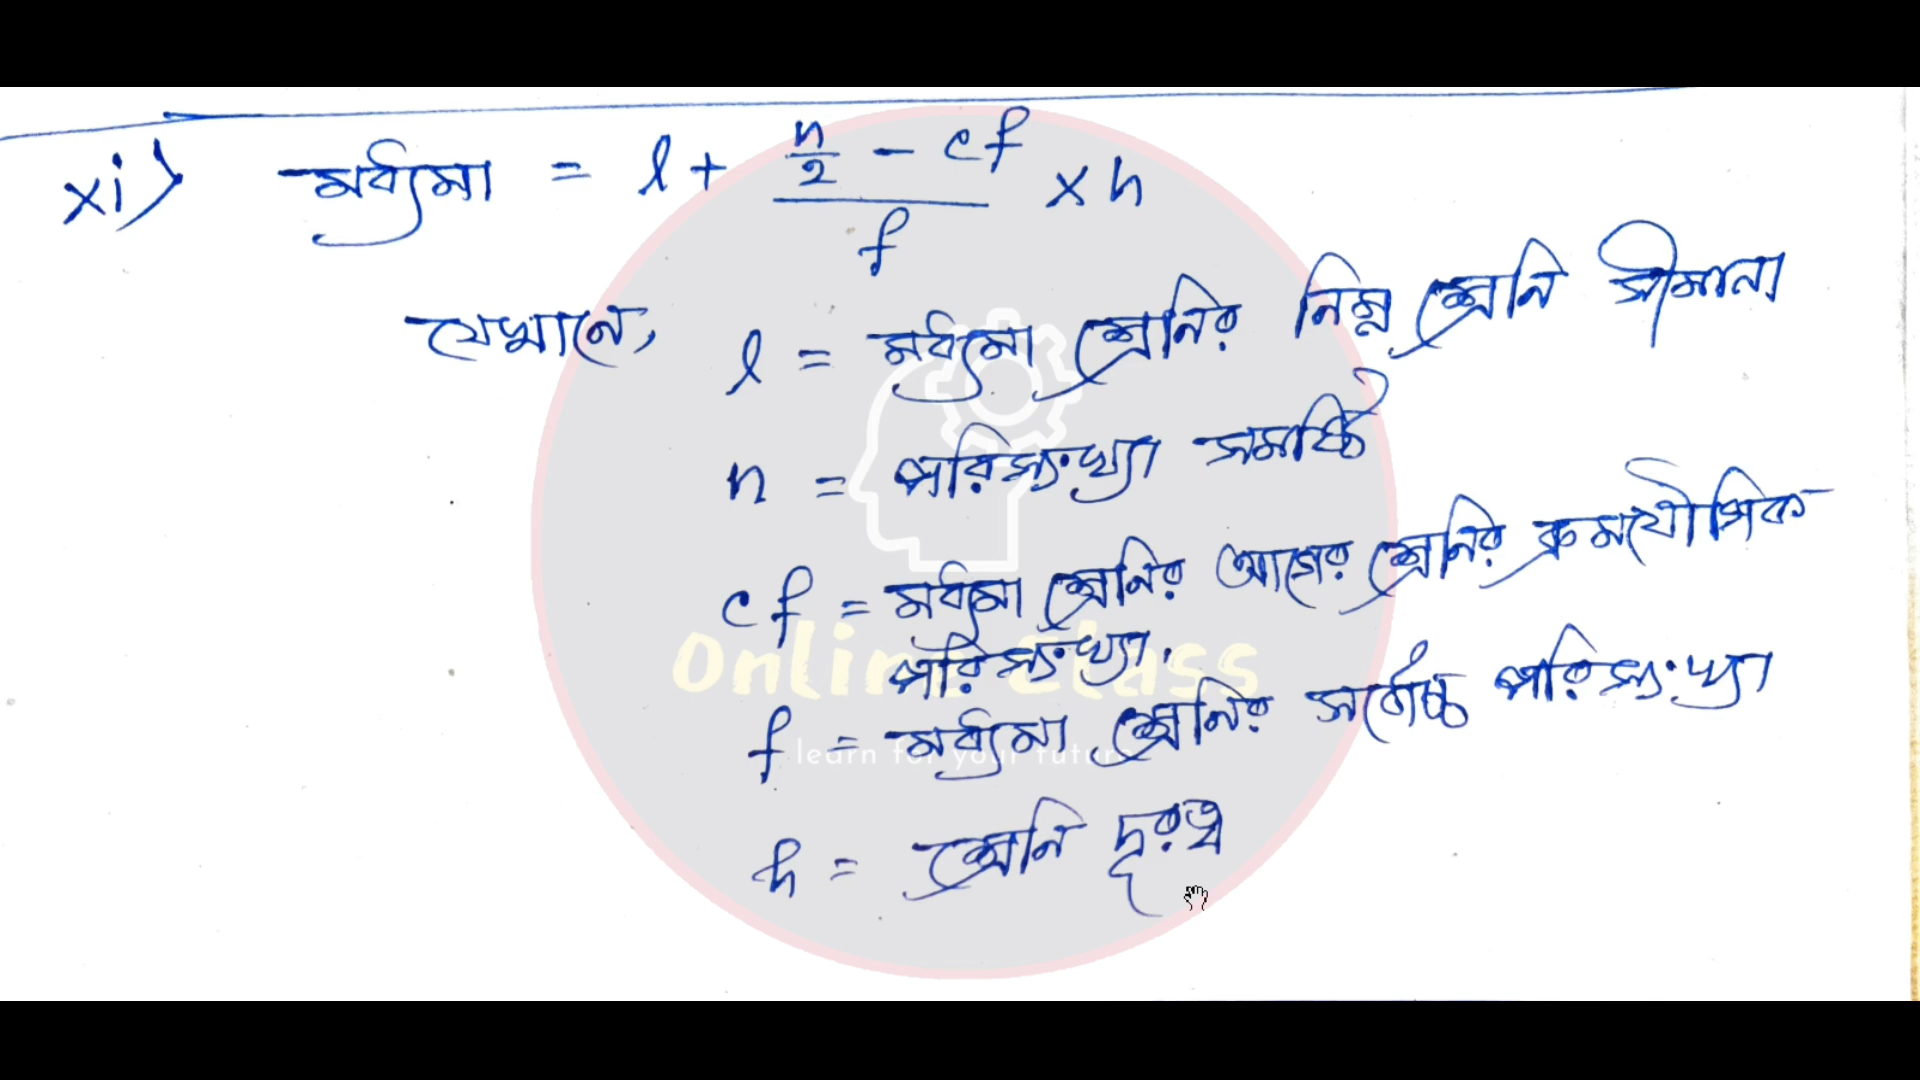 xi) মধ্যমা = l + (n/2 - cf)/f × h
যেখানে, l = মধ্যমা শ্রেনির নিম্ন শ্রেনি সীমানা
n = পরিসংখ্যা সমষ্টি
cf = মধ্যমা শ্রেনির আগের শ্রেনির ক্রমযৌগিক
পরিসংখ্যা.
f = মধ্যমা শ্রেনির সর্বোচ্চ পরিসংখ্যা
h = শ্রেনি দূরত্ব
Online Class
learn for your future